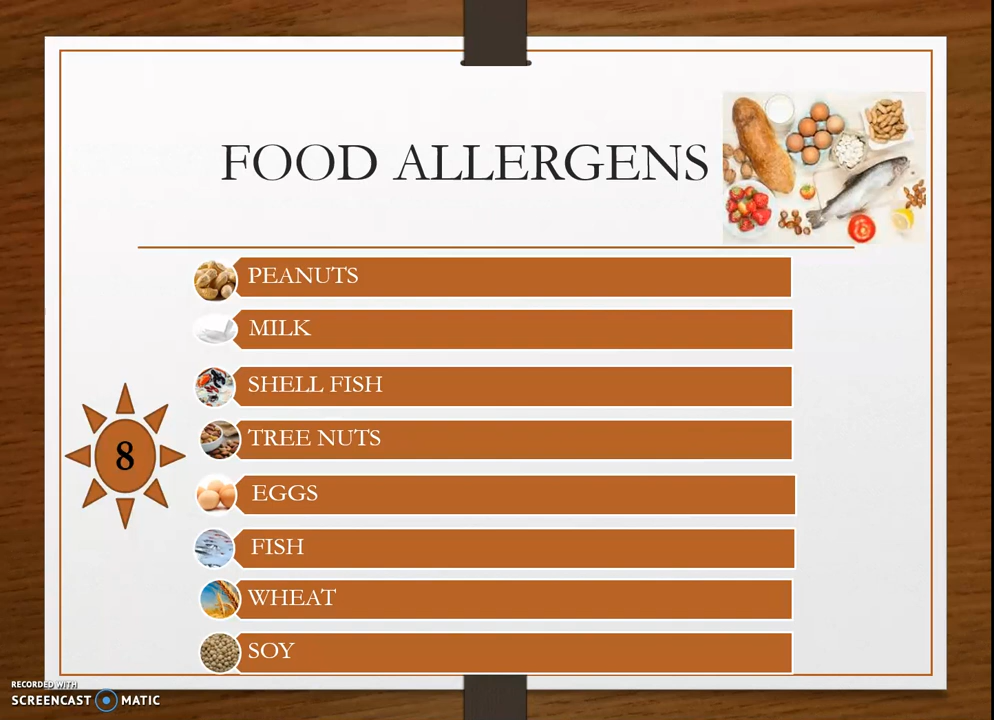 FOOD ALLERGENS
PEANUTS
MILK
SHELL FISH
TREE NUTS
8
EGGS
FISH
WHEAT
SOY
RECORDED WITH
SCREENCAST MATIC